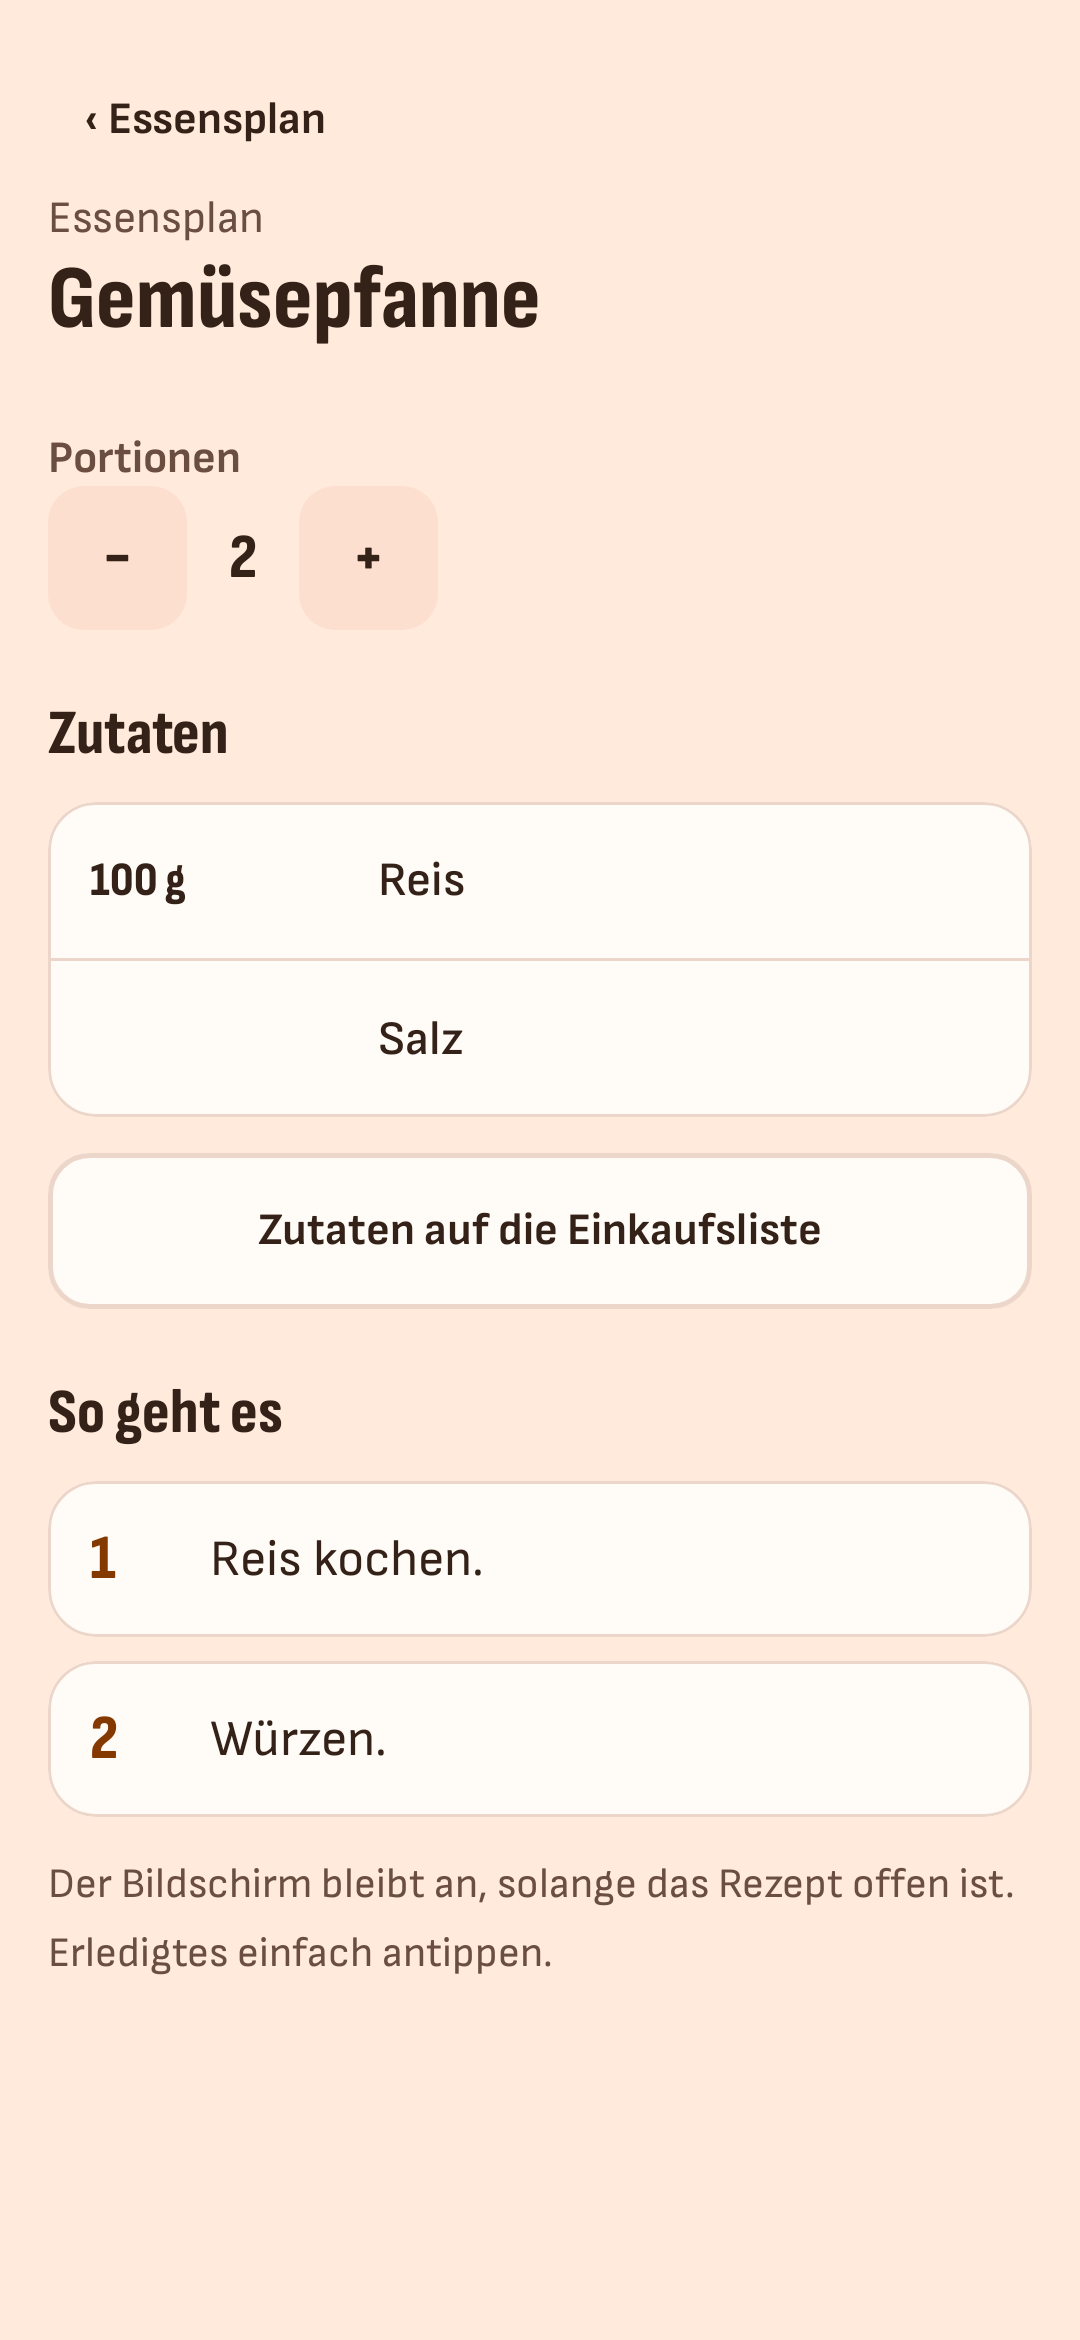 ‹ Essensplan
Essensplan
Gemüsepfanne
Portionen
– 2 +
Zutaten
100 g Reis
Salz
Zutaten auf die Einkaufsliste
So geht es
1 Reis kochen.
2 Würzen.
Der Bildschirm bleibt an, solange das Rezept offen ist.
Erledigtes einfach antippen.